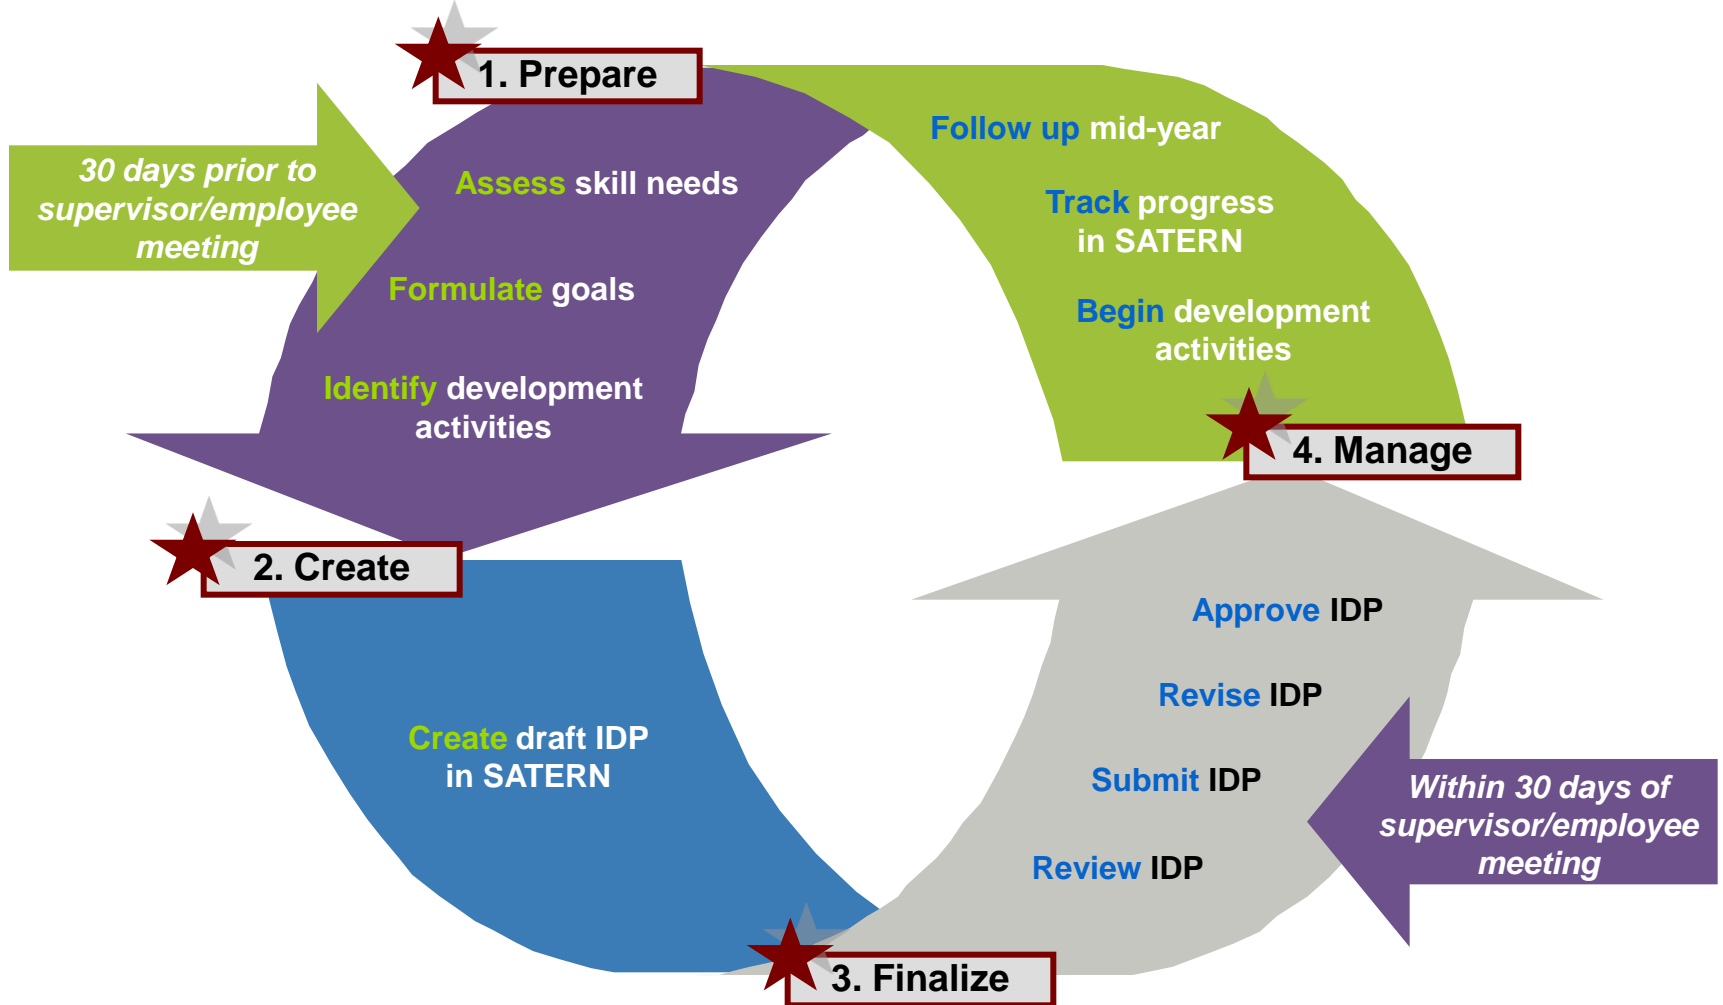 1. Prepare
30 days prior to
supervisor/employee
meeting
Assess skill needs
Formulate goals
Identify development
activities
2. Create
Create draft IDP
in SATERN
3. Finalize
Review IDP
Submit IDP
Revise IDP
Approve IDP
Within 30 days of
supervisor/employee
meeting
4. Manage
Begin development
activities
Track progress
in SATERN
Follow up mid-year